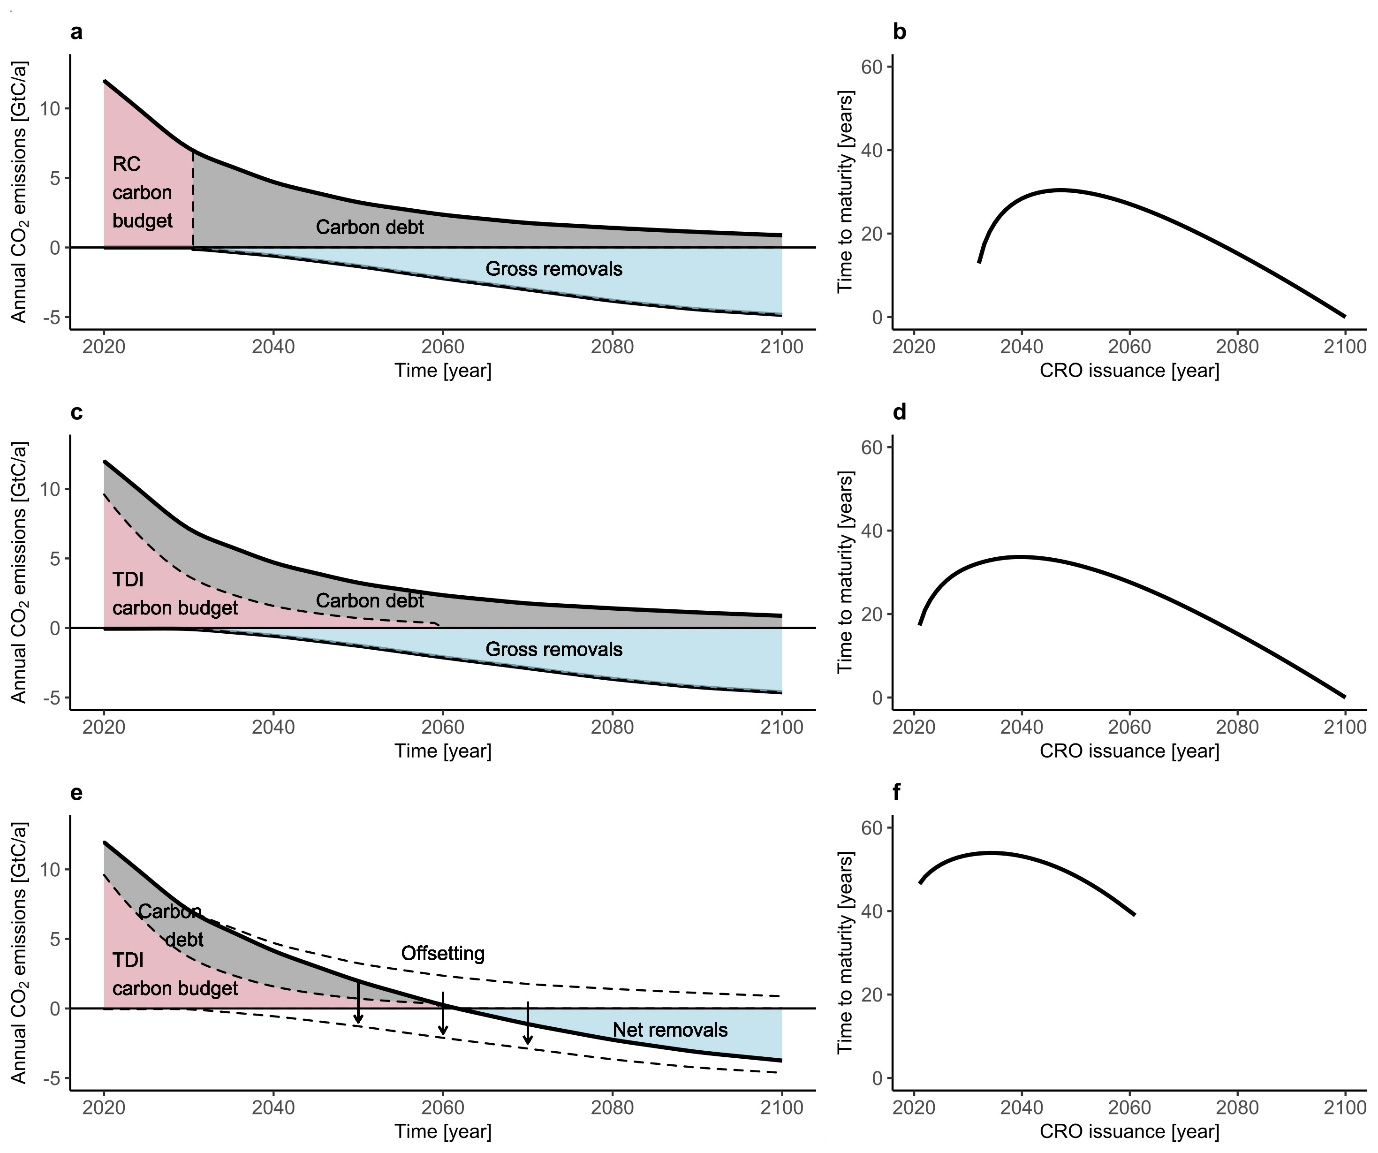 a
b
Annual CO2 emissions [GtC/a]
10
5
0
-5
RC
carbon
budget
Carbon debt
Gross removals
2020 2040 2060 2080 2100
Time [year]
Time to maturity [years]
60
40
20
0
2020 2040 2060 2080 2100
CRO issuance [year]
c
d
Annual CO2 emissions [GtC/a]
10
5
0
-5
TDI
carbon budget
Carbon debt
Gross removals
2020 2040 2060 2080 2100
Time [year]
Time to maturity [years]
60
40
20
0
2020 2040 2060 2080 2100
CRO issuance [year]
e
f
Annual CO2 emissions [GtC/a]
10
5
0
-5
Carbon
debt
TDI
carbon budget
Offsetting
Net removals
2020 2040 2060 2080 2100
Time [year]
Time to maturity [years]
60
40
20
0
2020 2040 2060 2080 2100
CRO issuance [year]